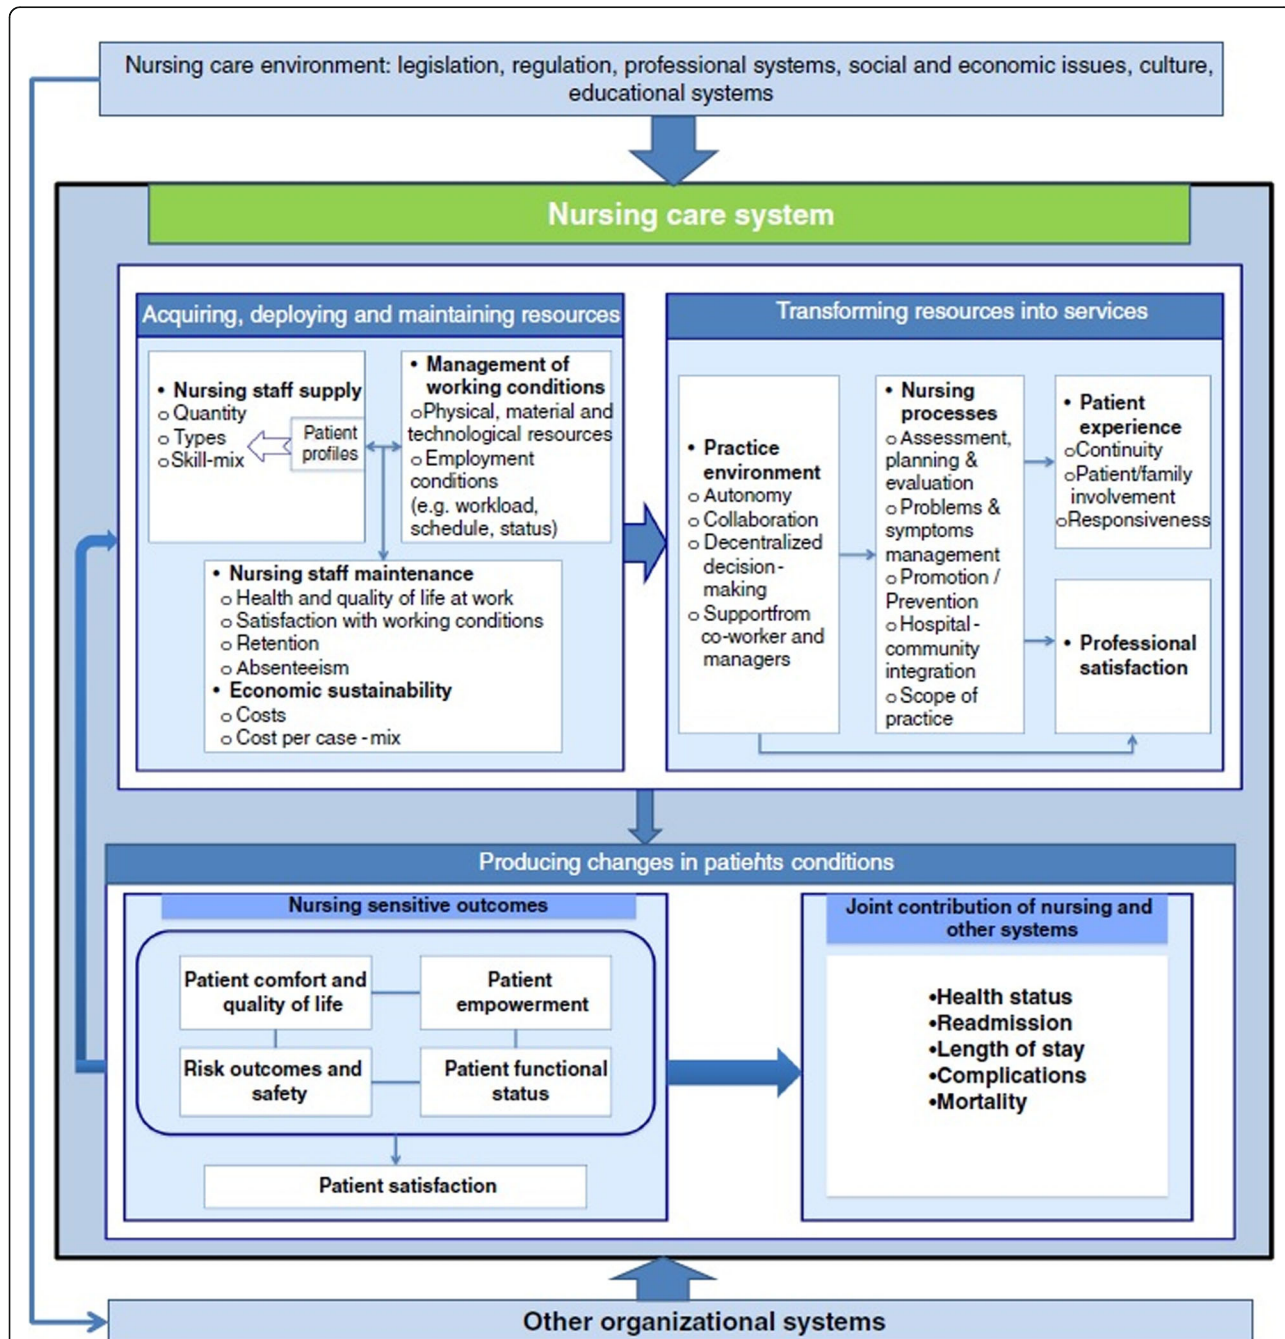 Nursing care environment: legislation, regulation, professional systems, social and economic issues, culture,
educational systems
Nursing care system
Acquiring, deploying and maintaining resources
• Nursing staff supply
o Quantity
o Types
o Skill-mix
Patient
profiles
• Management of
working conditions
o Physical, material and
technological resources
o Employment
conditions
(e.g. workload,
schedule, status)
• Nursing staff maintenance
o Health and quality of life at work
o Satisfaction with working conditions
o Retention
o Absenteeism
• Economic sustainability
o Costs
o Cost per case - mix
Transforming resources into services
• Practice
environment
o Autonomy
o Collaboration
o Decentralized
decision-
making
o Supportfrom
co-worker and
managers
• Nursing
processes
o Assessment,
planning &
evaluation
o Problems &
symptoms
management
o Promotion /
Prevention
o Hospital-
community
integration
o Scope of
practice
• Patient
experience
o Continuity
o Patient/family
involvement
o Responsiveness
• Professional
satisfaction
Producing changes in patients conditions
Nursing sensitive outcomes
Patient comfort and
quality of life
Patient
empowerment
Risk outcomes and
safety
Patient functional
status
Patient satisfaction
Joint contribution of nursing and
other systems
•Health status
•Readmission
•Length of stay
•Complications
•Mortality
Other organizational systems